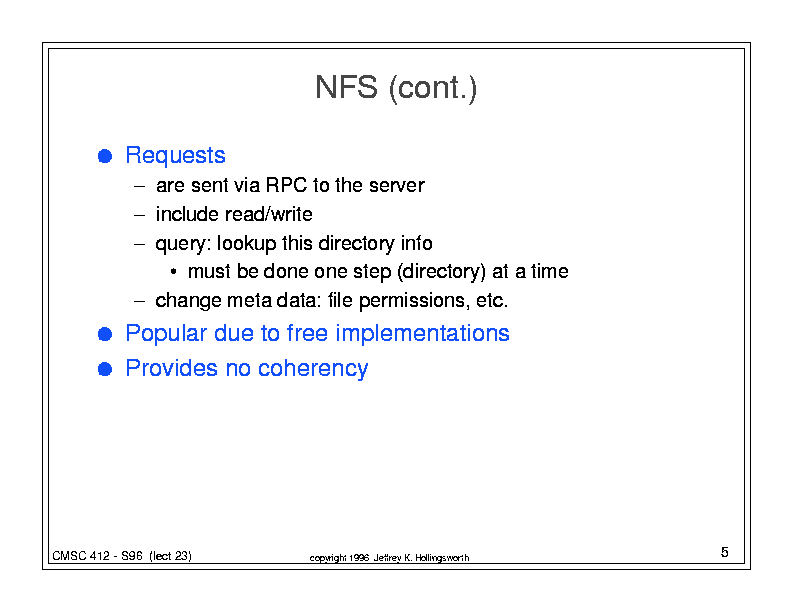 NFS (cont.)
● Requests
– are sent via RPC to the server
– include read/write
– query: lookup this directory info
• must be done one step (directory) at a time
– change meta data: file permissions, etc.
● Popular due to free implementations
● Provides no coherency
CMSC 412 - S96 (lect 23)
copyright 1996 Jeffrey K. Hollingsworth
5